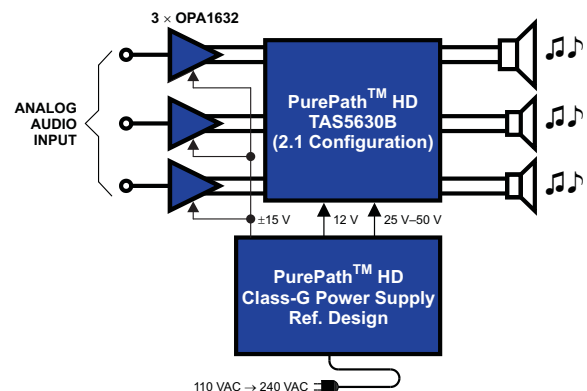 3 × OPA1632
ANALOG
AUDIO
INPUT
PurePath™ HD
TAS5630B
(2.1 Configuration)
±15 V
12 V
25 V–50 V
PurePath™ HD
Class-G Power Supply
Ref. Design
110 VAC → 240 VAC